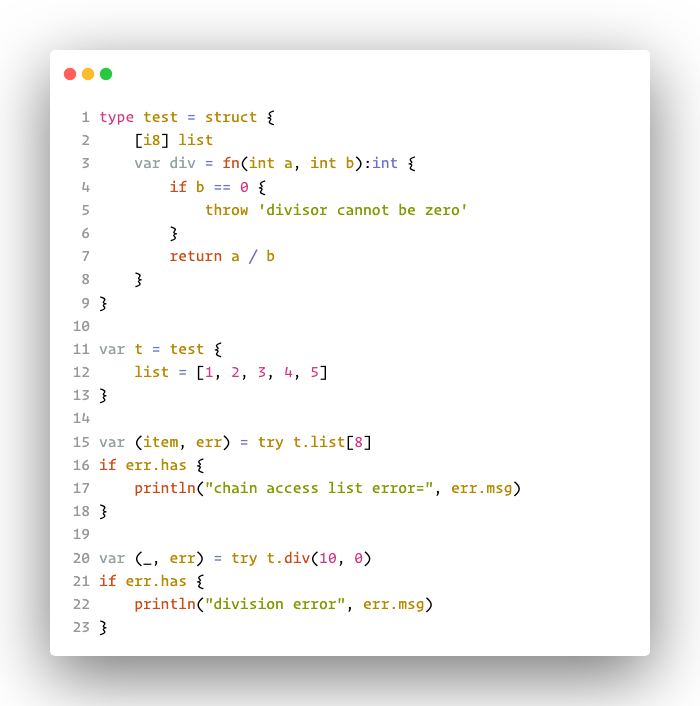 1 type test = struct {
2     [i8] list
3     var div = fn(int a, int b):int {
4         if b == 0 {
5             throw 'divisor cannot be zero'
6         }
7         return a / b
8     }
9 }
10
11 var t = test {
12     list = [1, 2, 3, 4, 5]
13 }
14
15 var (item, err) = try t.list[8]
16 if err.has {
17     println("chain access list error=", err.msg)
18 }
19
20 var (_, err) = try t.div(10, 0)
21 if err.has {
22     println("division error", err.msg)
23 }